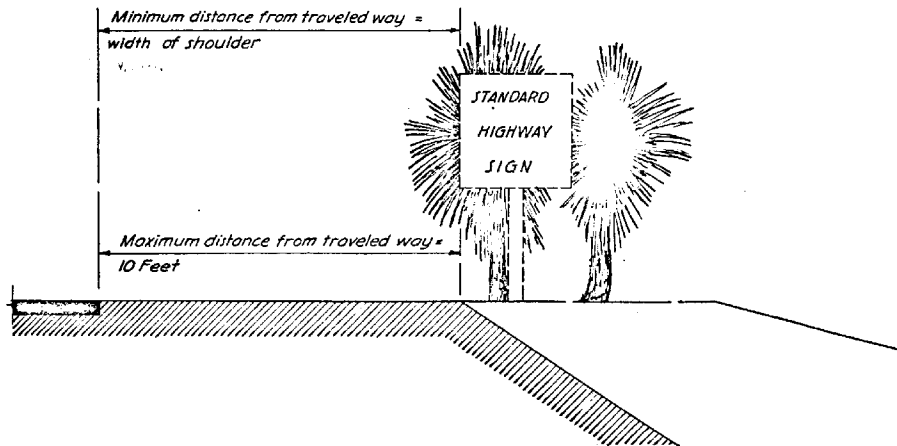 Minimum distance from traveled way =
width of shoulder
STANDARD
HIGHWAY
SIGN
Maximum distance from traveled way =
10 Feet